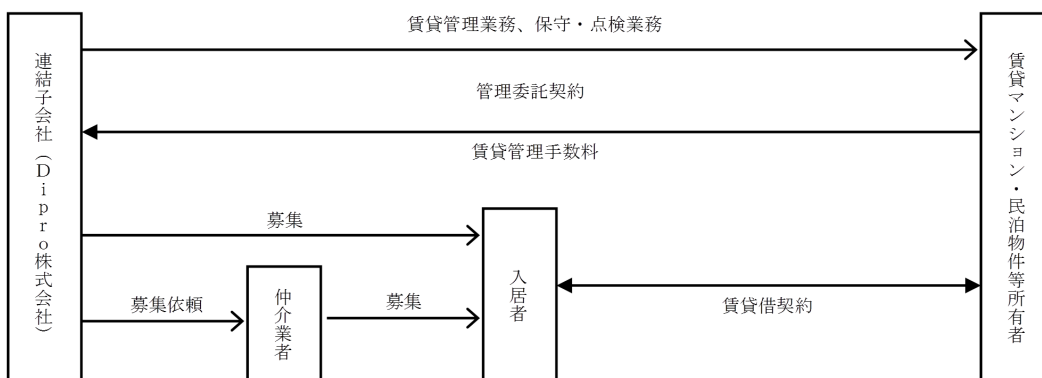 賃貸管理業務、保守・点検業務
連結子会社（Dipro株式会社）
管理委託契約
賃貸管理手数料
賃貸マンション・民泊物件等所有者
募集
入居者
募集依頼
仲介業者
募集
賃貸借契約